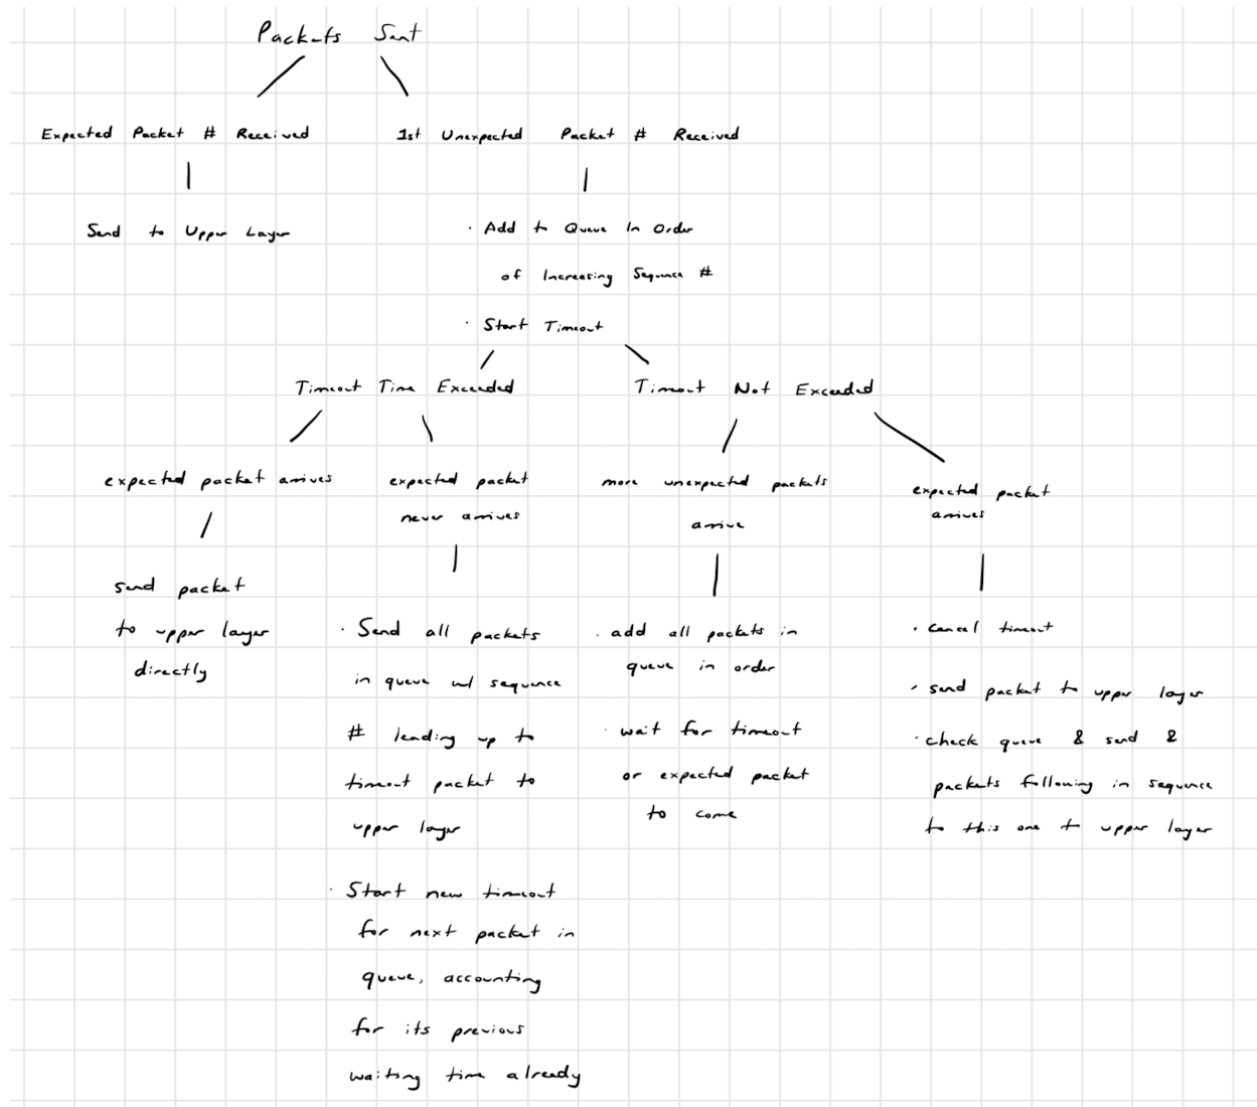 Packets Sent
Expected Packet # Received
1st Unexpected Packet # Received
Send to Upper Layer
· Add to Queue In Order
of Increasing Sequence #
· Start Timeout
Timeout Time Exceeded
Timeout Not Exceeded
expected packet arrives
expected packet
never arrives
more unexpected packets
arrive
expected packet
arrives
send packet
to upper layer
directly
· Send all packets
in queue w/ sequence
# leading up to
timeout packet to
upper layer
· Start new timeout
for next packet in
queue, accounting
for its previous
waiting time already
· add all packets in
queue in order
· wait for timeout
or expected packet
to come
· cancel timeout
· send packet to upper layer
· check queue & send &
packets following in sequence
to this one to upper layer